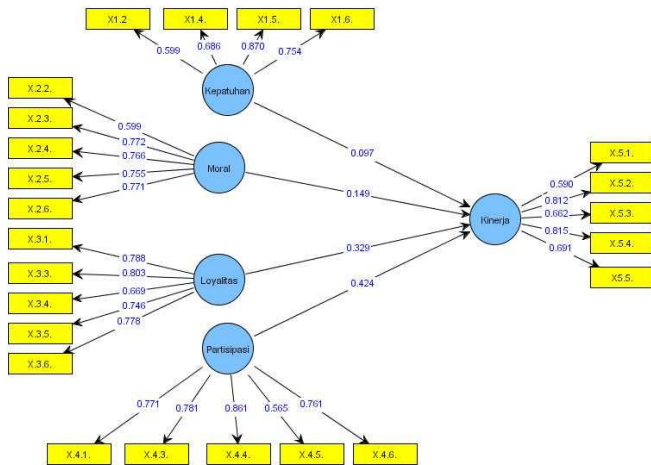 X1.2
X1.4.
X1.5.
X1.6.
0.599
0.686
0.870
0.754
Kepatuhan
X.2.2.
X.2.3.
X.2.4.
X.2.5.
X.2.6.
0.599
0.772
0.766
0.755
0.771
Moral
0.097
0.149
0.329
0.424
Kinerja
0.590
0.812
0.662
0.815
0.691
X.5.1.
X.5.2.
X.5.3.
X.5.4.
X5.5.
X.3.1.
X.3.3.
X.3.4.
X.3.5.
X.3.6.
0.788
0.803
0.669
0.746
0.778
Loyalitas
Partisipasi
0.771
0.781
0.861
0.565
0.761
X.4.1.
X.4.3.
X.4.4.
X.4.5.
X.4,6.